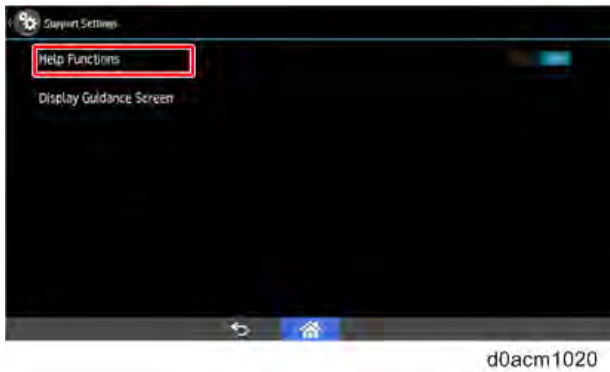 Support Settings
Help Functions
Display Guidance Screen
d0acm1020